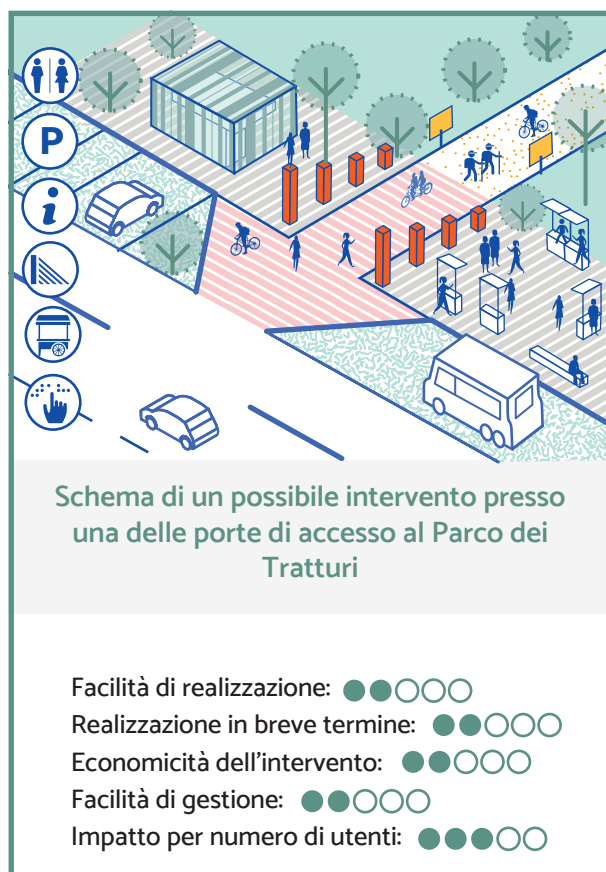 P
i
Schema di un possibile intervento presso
una delle porte di accesso al Parco dei
Tratturi
Facilità di realizzazione:
Realizzazione in breve termine:
Economicità dell'intervento:
Facilità di gestione:
Impatto per numero di utenti: